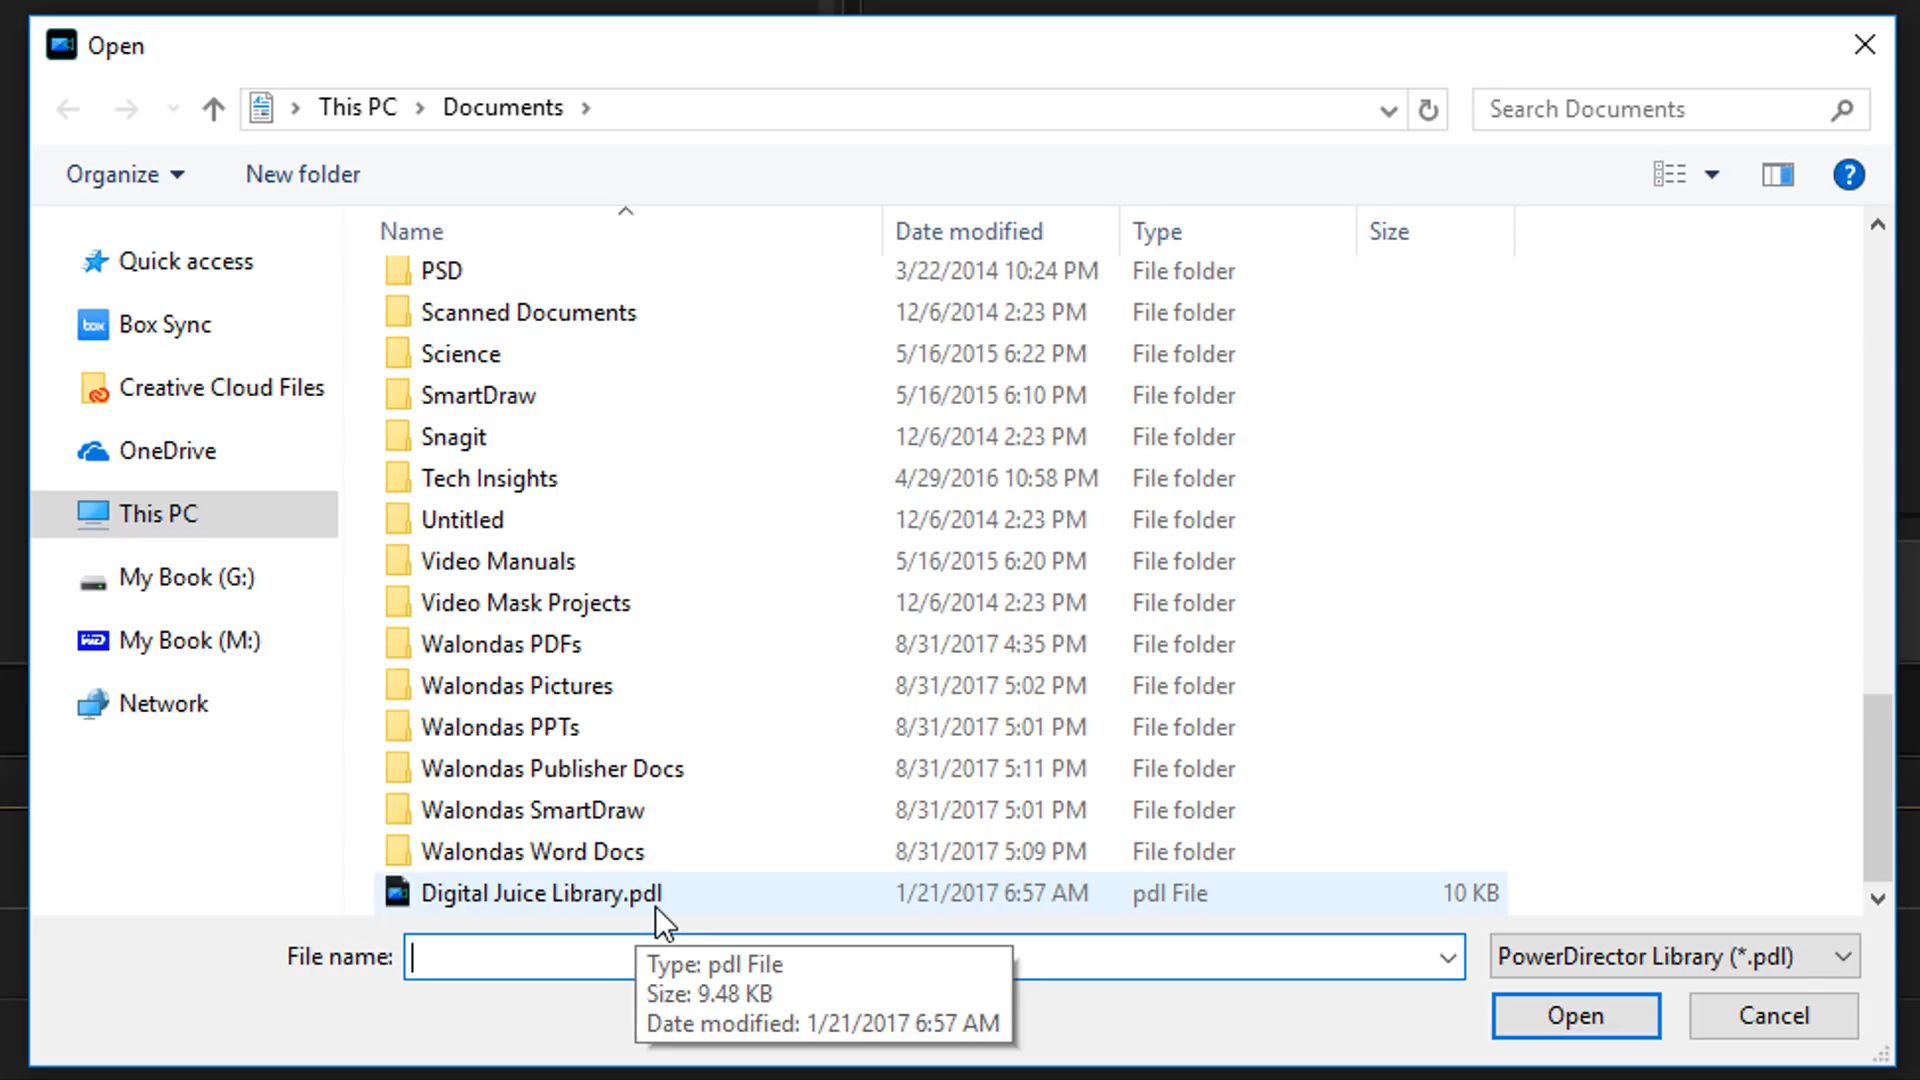 Open
This PC > Documents >
Search Documents
Organize
New folder
?
Name Date modified Type Size
Quick access
box Box Sync
Creative Cloud Files
OneDrive
This PC
My Book (G:)
WD My Book (M:)
Network
PSD 3/22/2014 10:24 PM File folder
Scanned Documents 12/6/2014 2:23 PM File folder
Science 5/16/2015 6:22 PM File folder
SmartDraw 5/16/2015 6:10 PM File folder
Snagit 12/6/2014 2:23 PM File folder
Tech Insights 4/29/2016 10:58 PM File folder
Untitled 12/6/2014 2:23 PM File folder
Video Manuals 5/16/2015 6:20 PM File folder
Video Mask Projects 12/6/2014 2:23 PM File folder
Walondas PDFs 8/31/2017 4:35 PM File folder
Walondas Pictures 8/31/2017 5:02 PM File folder
Walondas PPTs 8/31/2017 5:01 PM File folder
Walondas Publisher Docs 8/31/2017 5:11 PM File folder
Walondas SmartDraw 8/31/2017 5:01 PM File folder
Walondas Word Docs 8/31/2017 5:09 PM File folder
Digital Juice Library.pdl 1/21/2017 6:57 AM pdl File 10 KB
File name:
PowerDirector Library (*.pdl)
Type: pdl File
Size: 9.48 KB
Date modified: 1/21/2017 6:57 AM
Open
Cancel